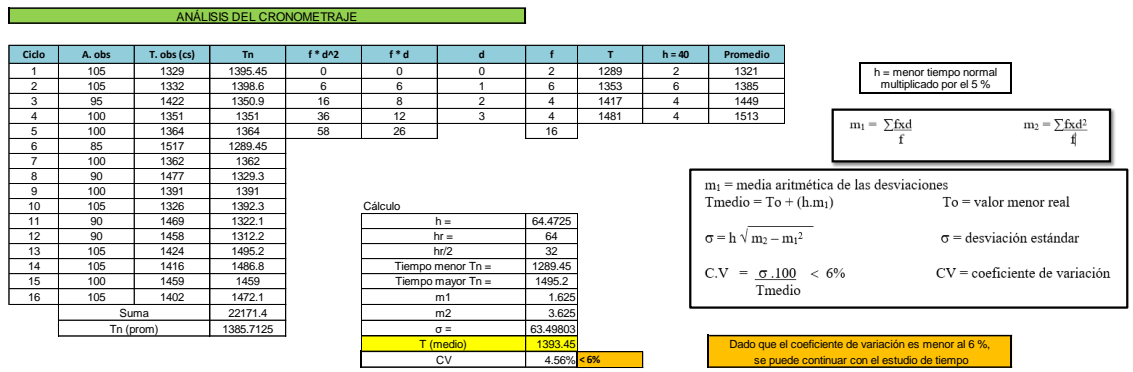 ANÁLISIS DEL CRONOMETRAJE
Ciclo A. obs T. obs (cs) Tn f * d^2 f * d d f T h = 40 Promedio
1 105 1329 1395.45 0 0 0 2 1289 2 1321
2 105 1332 1398.6 6 6 1 6 1353 6 1385
3 95 1422 1350.9 16 8 2 4 1417 4 1449
4 100 1351 1351 36 12 3 4 1481 4 1513
5 100 1364 1364 58 26 16
6 85 1517 1289.45
7 100 1362 1362
8 90 1477 1329.3
9 100 1391 1391
10 105 1326 1392.3
11 90 1469 1322.1
12 90 1458 1312.2
13 105 1424 1495.2
14 105 1416 1486.8
15 100 1459 1459
16 105 1402 1472.1
Suma 22171.4
Tn (prom) 1385.7125
Cálculo
h = 64.4725
hr = 64
hr/2 32
Tiempo menor Tn = 1289.45
Tiempo mayor Tn = 1495.2
m1 1.625
m2 3.625
σ = 63.49803
T (medio) 1393.45
CV 4.56% < 6%
h = menor tiempo normal
multiplicado por el 5 %
m₁ = ∑fxd m₂ = ∑fxd²
f f
m₁ = media aritmética de las desviaciones
Tmedio = To + (h.m₁) To = valor menor real
σ = h √ m₂ – m₁² σ = desviación estándar
C.V = σ .100 < 6% CV = coeficiente de variación
Tmedio
Dado que el coeficiente de variación es menor al 6 %,
se puede continuar con el estudio de tiempo